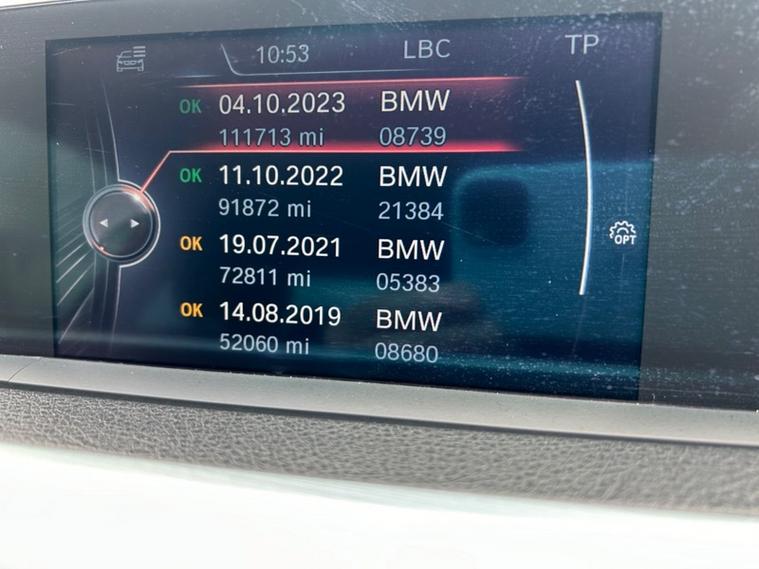 10:53 LBC TP
OK 04.10.2023 BMW
111713 mi 08739
OK 11.10.2022 BMW
91872 mi 21384
OK 19.07.2021 BMW
72811 mi 05383
OPT
OK 14.08.2019 BMW
52060 mi 08680